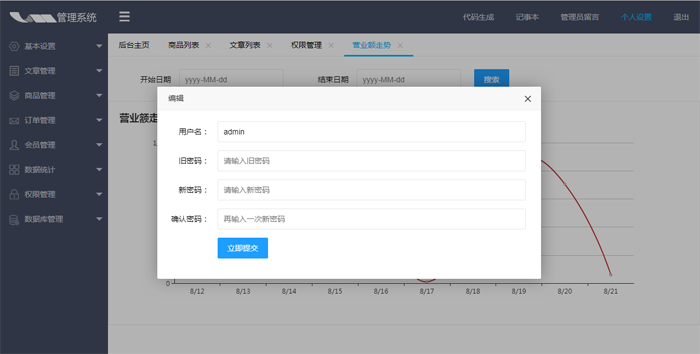 管理系统
代码生成 记事本 管理员留言 个人设置 退出
基本设置
文章管理
商品管理
订单管理
会员管理
数据统计
权限管理
数据库管理
后台主页 商品列表 文章列表 权限管理 营业额走势
开始日期 yyyy-MM-dd 结束日期 yyyy-MM-dd 搜索
营业额走
编辑
用户名： admin
旧密码： 请输入旧密码
新密码： 请输入新密码
确认密码： 再输入一次新密码
立即提交
0
8/12 8/13 8/14 8/15 8/16 8/17 8/18 8/19 8/20 8/21